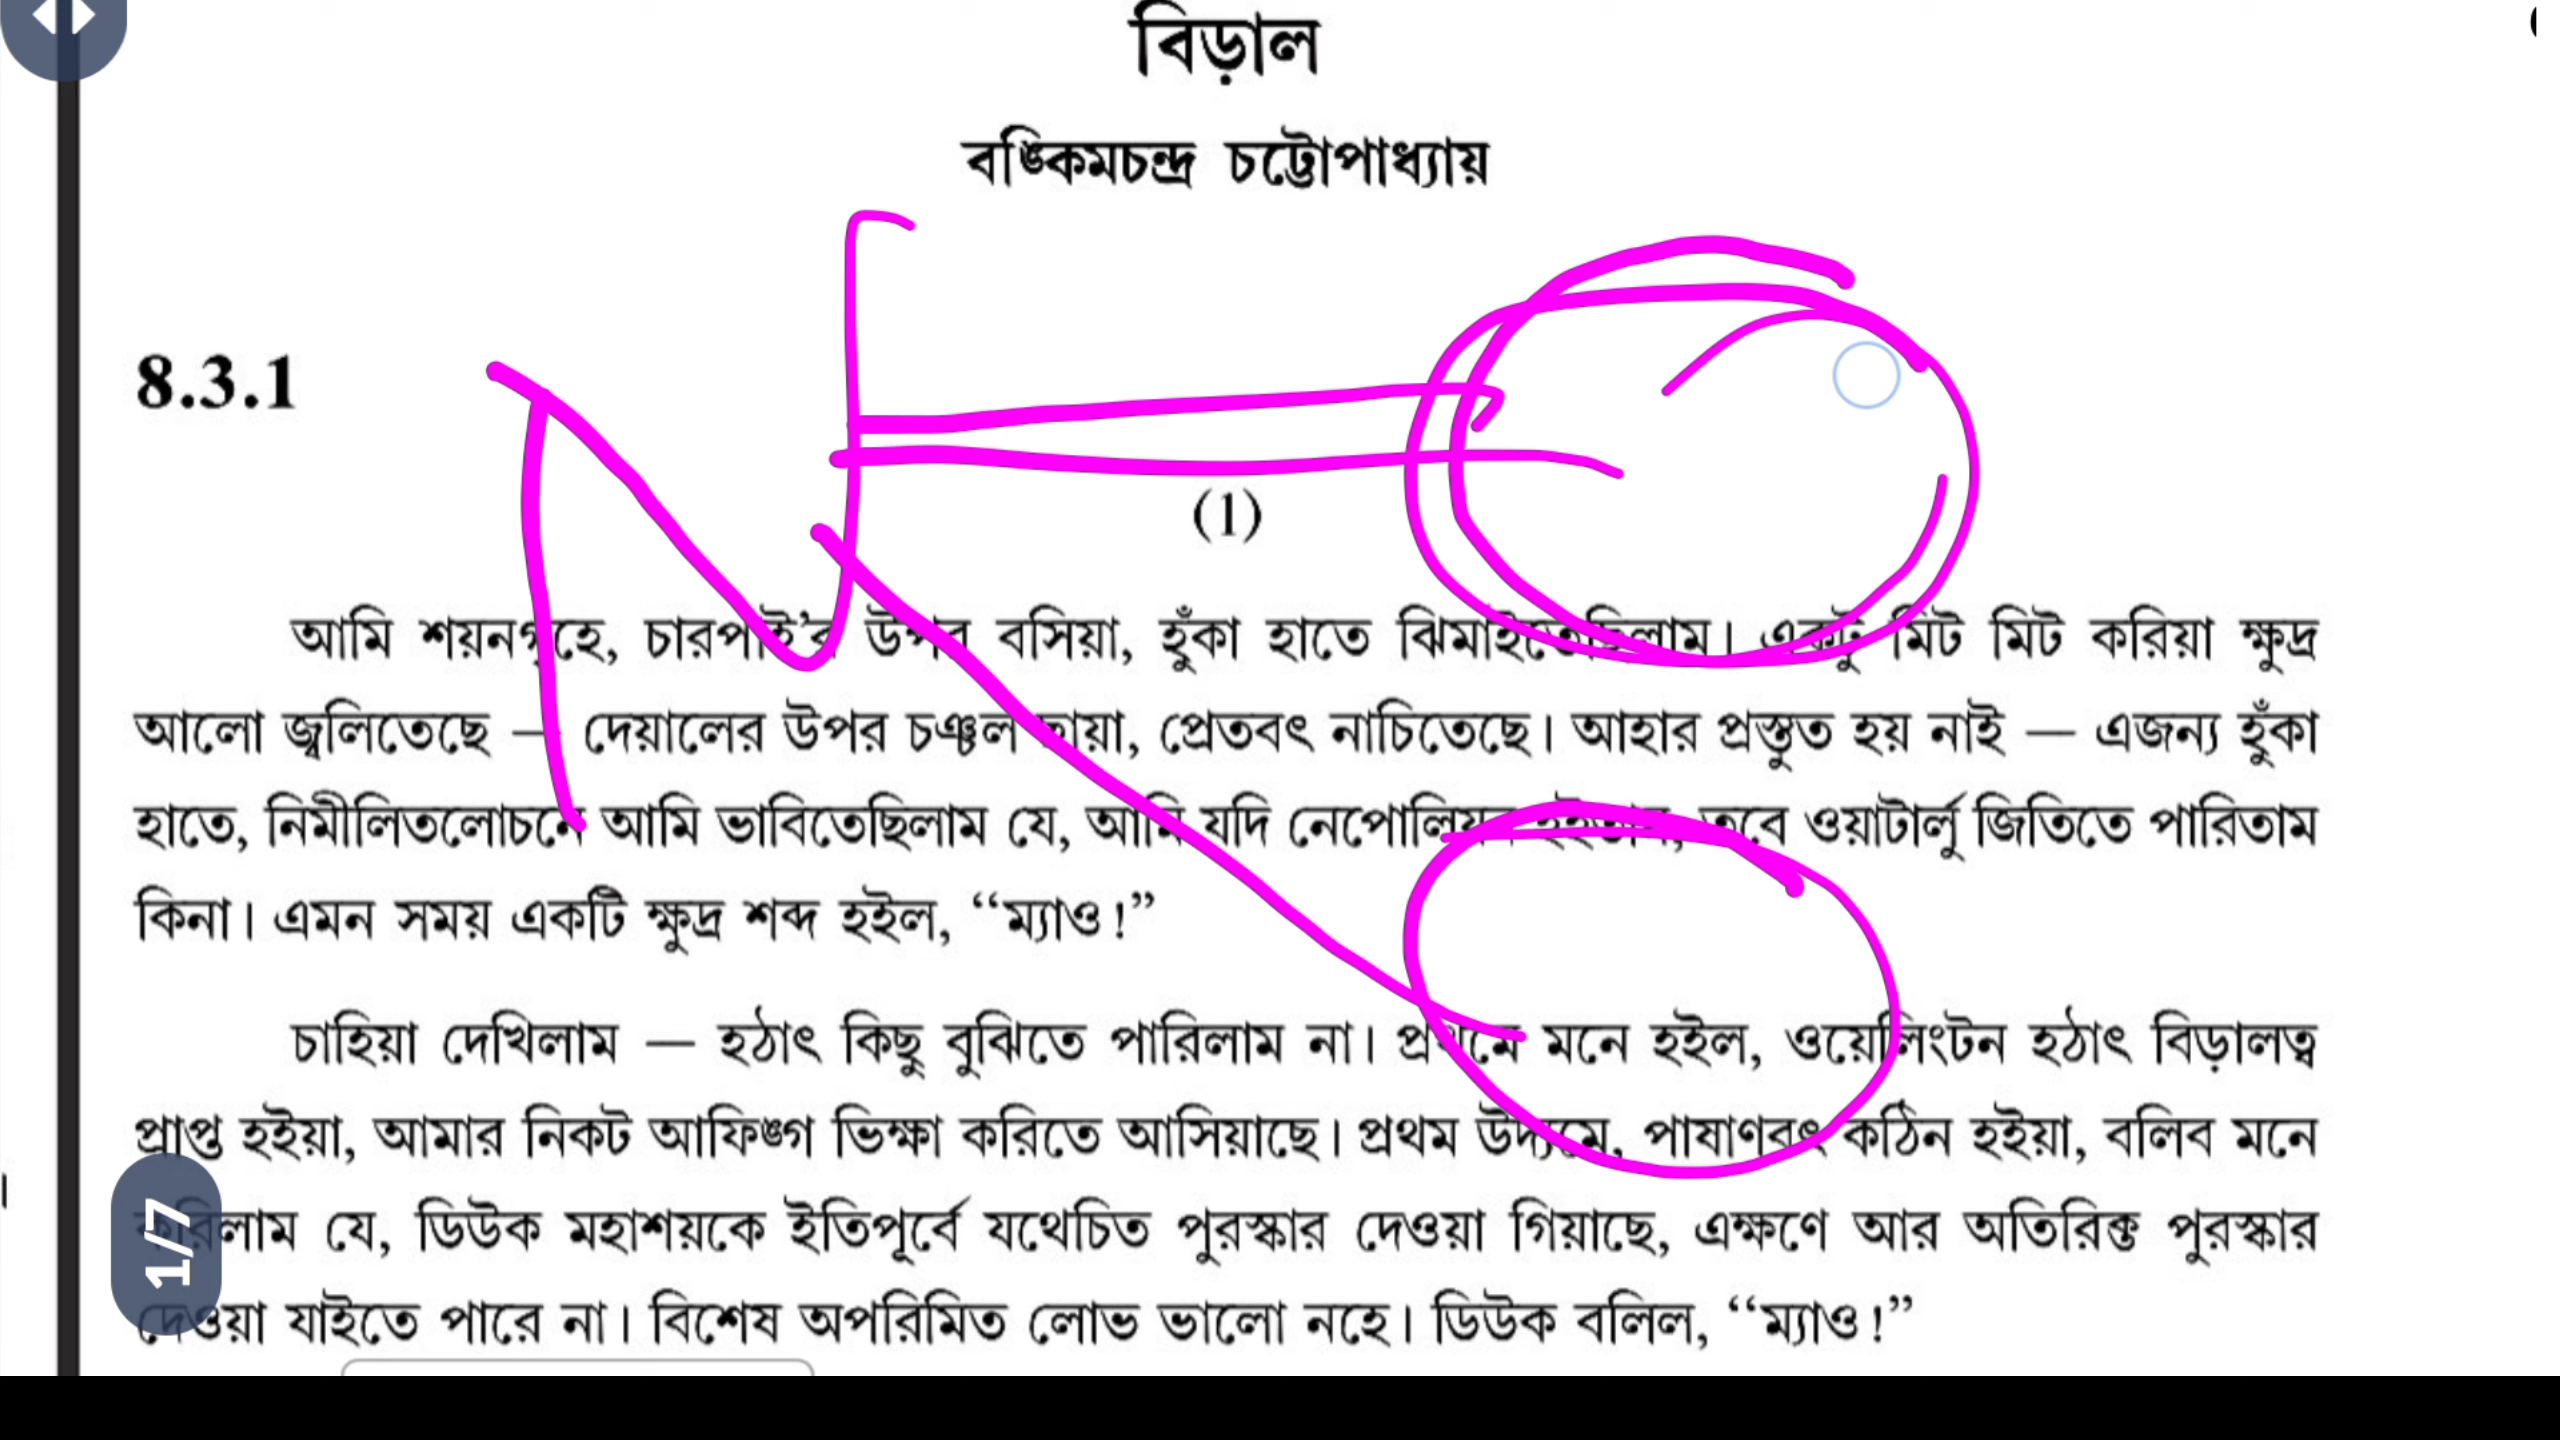 বিড়াল
বঙ্কিমচন্দ্র চট্টোপাধ্যায়
8.3.1
(1)
আমি শয়নগৃহে, চারপাই’র উপর বসিয়া, হুঁকা হাতে ঝিমাইতেছিলাম। একটু মিট মিট করিয়া ক্ষুদ্র
আলো জ্বলিতেছে — দেয়ালের উপর চঞ্চল ছায়া, প্রেতবৎ নাচিতেছে। আহার প্রস্তুত হয় নাই — এজন্য হুঁকা
হাতে, নিমীলিতলোচনে আমি ভাবিতেছিলাম যে, আমি যদি নেপোলিয়ন হইতাম, তবে ওয়াটার্লু জিতিতে পারিতাম
কিনা। এমন সময় একটি ক্ষুদ্র শব্দ হইল, “ম্যাও!”
চাহিয়া দেখিলাম — হঠাৎ কিছু বুঝিতে পারিলাম না। প্রথমে মনে হইল, ওয়েলিংটন হঠাৎ বিড়ালত্ব
প্রাপ্ত হইয়া, আমার নিকট আফিঙ্গ ভিক্ষা করিতে আসিয়াছে। প্রথম উদ্যমে, পাষাণবৎ কঠিন হইয়া, বলিব মনে
করিলাম যে, ডিউক মহাশয়কে ইতিপূর্বে যথেচিত পুরস্কার দেওয়া গিয়াছে, এক্ষণে আর অতিরিক্ত পুরস্কার
দেওয়া যাইতে পারে না। বিশেষ অপরিমিত লোভ ভালো নহে। ডিউক বলিল, “ম্যাও!”
1/7